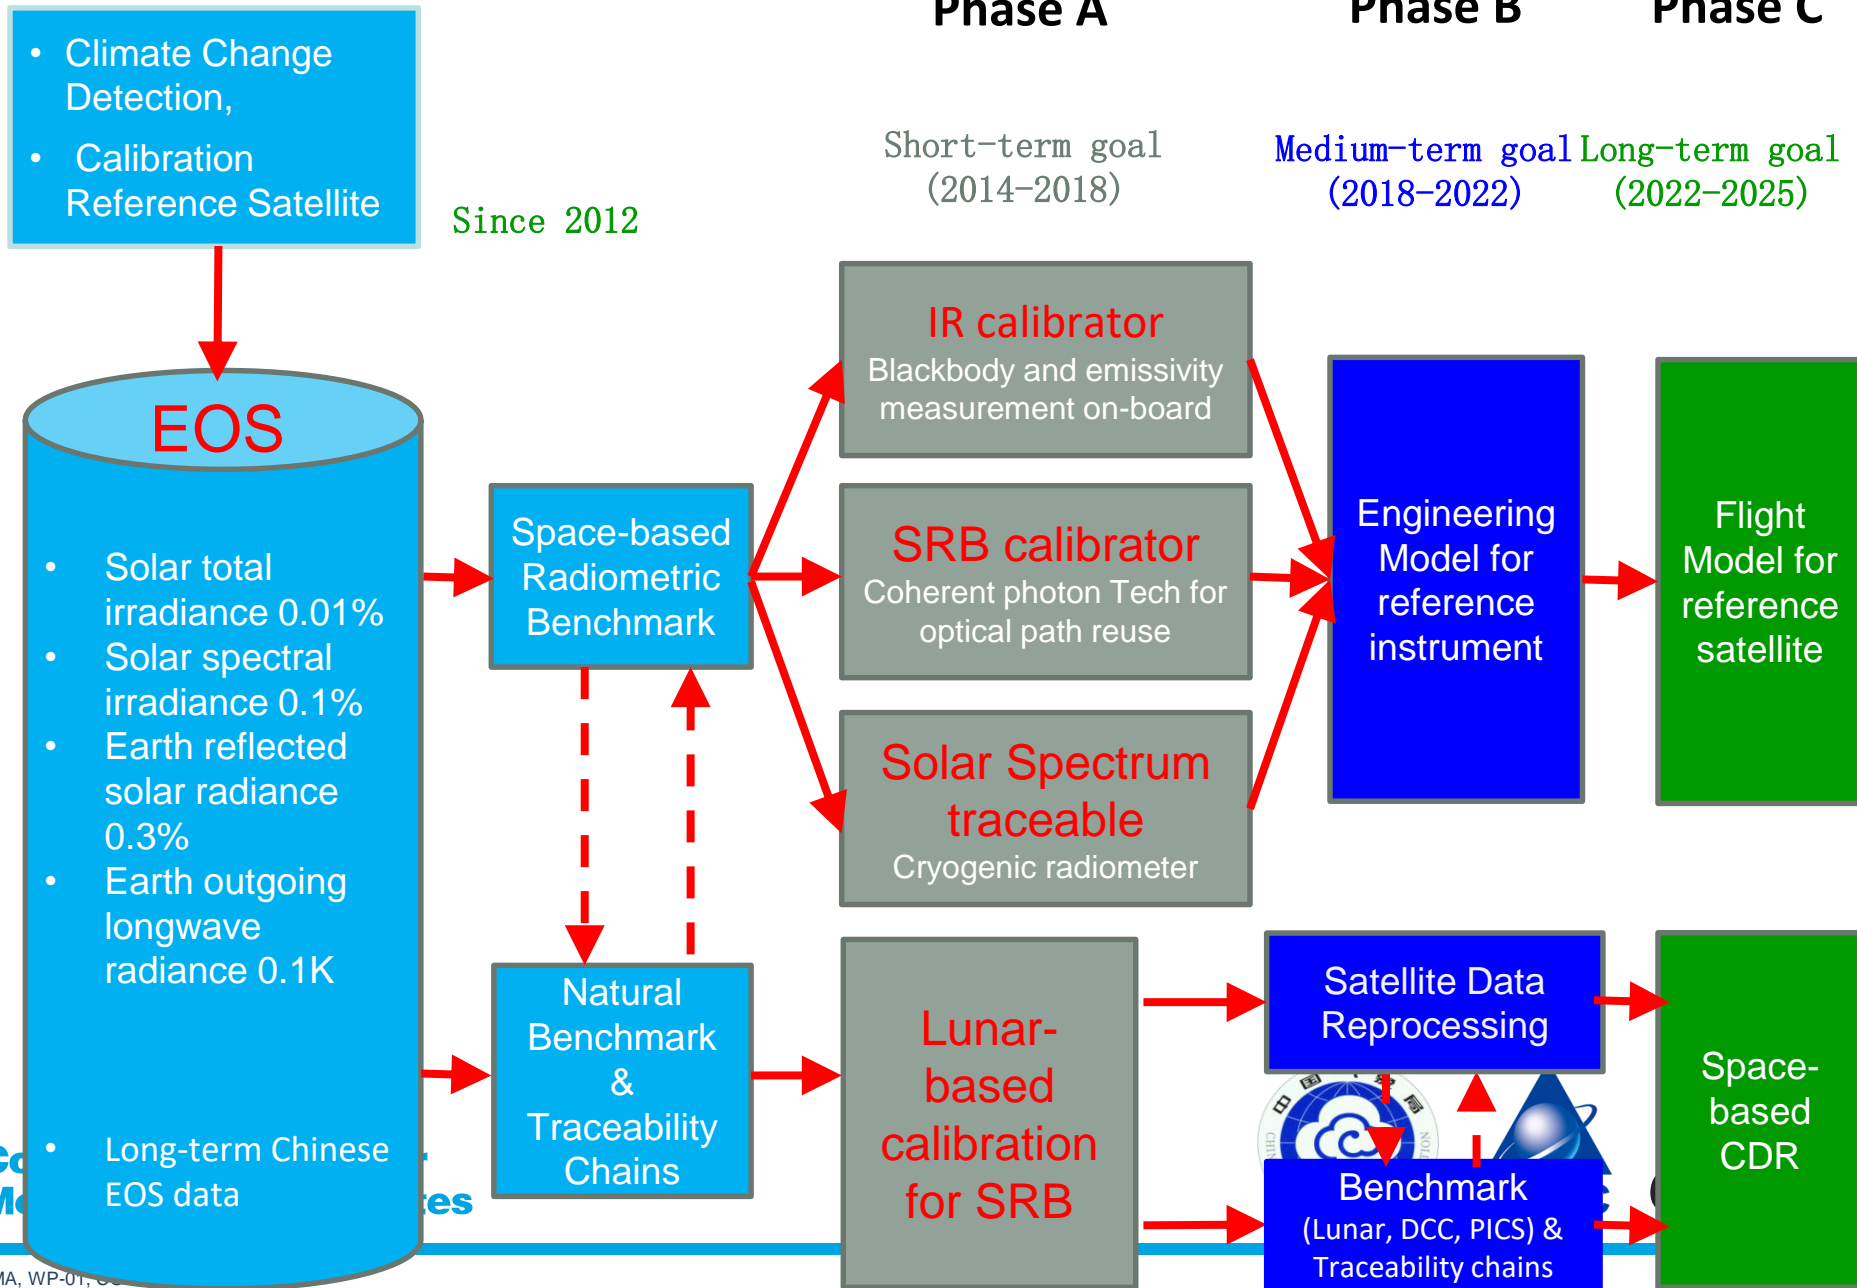 Phase A
Phase B
Phase C
• Climate Change
Detection,
• Calibration
Reference Satellite
Since 2012
Short-term goal
(2014-2018)
Medium-term goal
(2018-2022)
Long-term goal
(2022-2025)
EOS
• Solar total
irradiance 0.01%
• Solar spectral
irradiance 0.1%
• Earth reflected
solar radiance
0.3%
• Earth outgoing
longwave
radiance 0.1K
• Long-term Chinese
EOS data
Space-based
Radiometric
Benchmark
Natural
Benchmark
&
Traceability
Chains
IR calibrator
Blackbody and emissivity
measurement on-board
SRB calibrator
Coherent photon Tech for
optical path reuse
Solar Spectrum
traceable
Cryogenic radiometer
Lunar-
based
calibration
for SRB
Engineering
Model for
reference
instrument
Flight
Model for
reference
satellite
Satellite Data
Reprocessing
Benchmark
(Lunar, DCC, PICS) &
Traceability chains
Space-
based
CDR
WP-01,